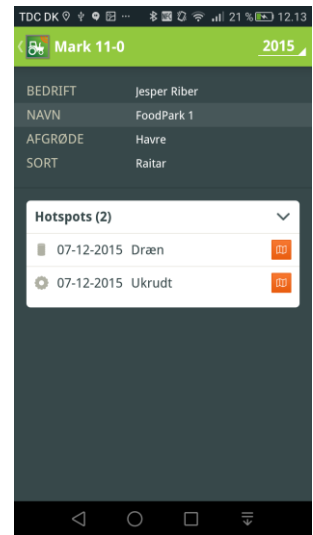 TDC DK ... 21 % 12.13
Mark 11-0 2015
BEDRIFT Jesper Riber
NAVN FoodPark 1
AFGRØDE Havre
SORT Raitar
Hotspots (2)
07-12-2015 Dræn
07-12-2015 Ukrudt